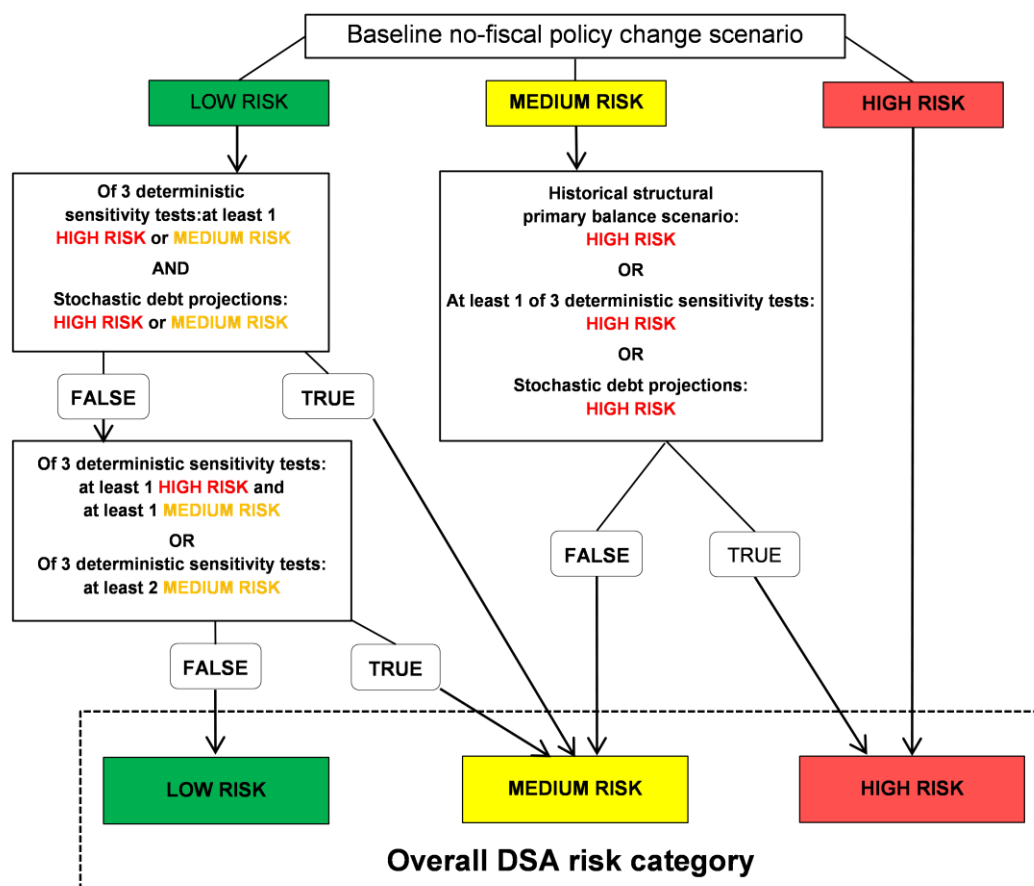 Baseline no-fiscal policy change scenario
LOW RISK
MEDIUM RISK
HIGH RISK
Of 3 deterministic
sensitivity tests:at least 1
HIGH RISK or MEDIUM RISK
AND
Stochastic debt projections:
HIGH RISK or MEDIUM RISK
Historical structural
primary balance scenario:
HIGH RISK
OR
At least 1 of 3 deterministic sensitivity tests:
HIGH RISK
OR
Stochastic debt projections:
HIGH RISK
FALSE
TRUE
Of 3 deterministic sensitivity tests:
at least 1 HIGH RISK and
at least 1 MEDIUM RISK
OR
Of 3 deterministic sensitivity tests:
at least 2 MEDIUM RISK
FALSE
TRUE
FALSE
TRUE
LOW RISK
MEDIUM RISK
HIGH RISK
Overall DSA risk category